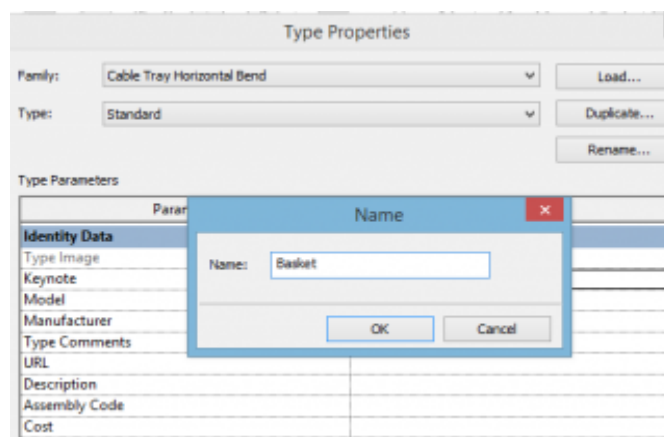 Type Properties
Family: Cable Tray Horizontal Bend Load...
Type: Standard Duplicate...
Rename...
Type Parameters
Name
Identity Data
Type Image
Name: Basket
Keynote
Model
Manufacturer
OK Cancel
Type Comments
URL
Description
Assembly Code
Cost